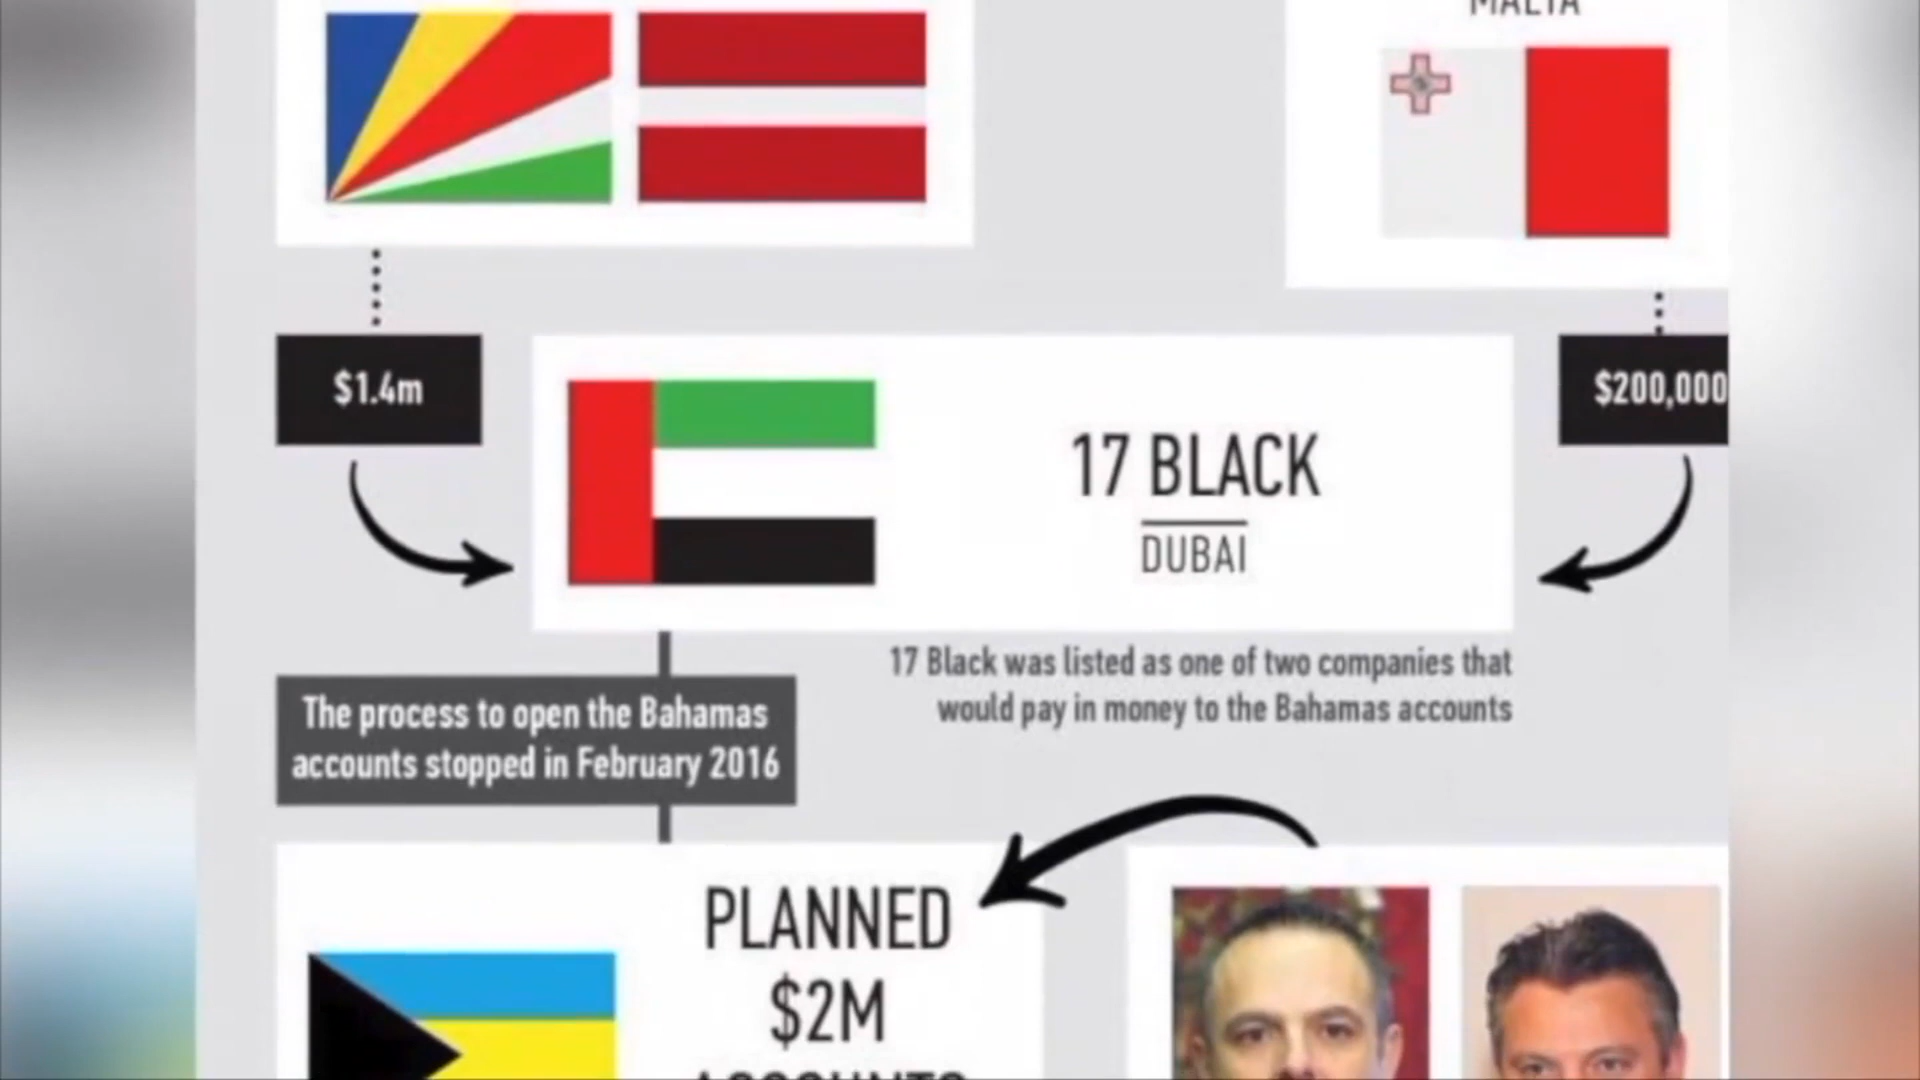 MALTA
$1.4m
$200,000
17 BLACK
DUBAI
17 Black was listed as one of two companies that
would pay in money to the Bahamas accounts
The process to open the Bahamas
accounts stopped in February 2016
PLANNED
$2M
ACCOUNTS